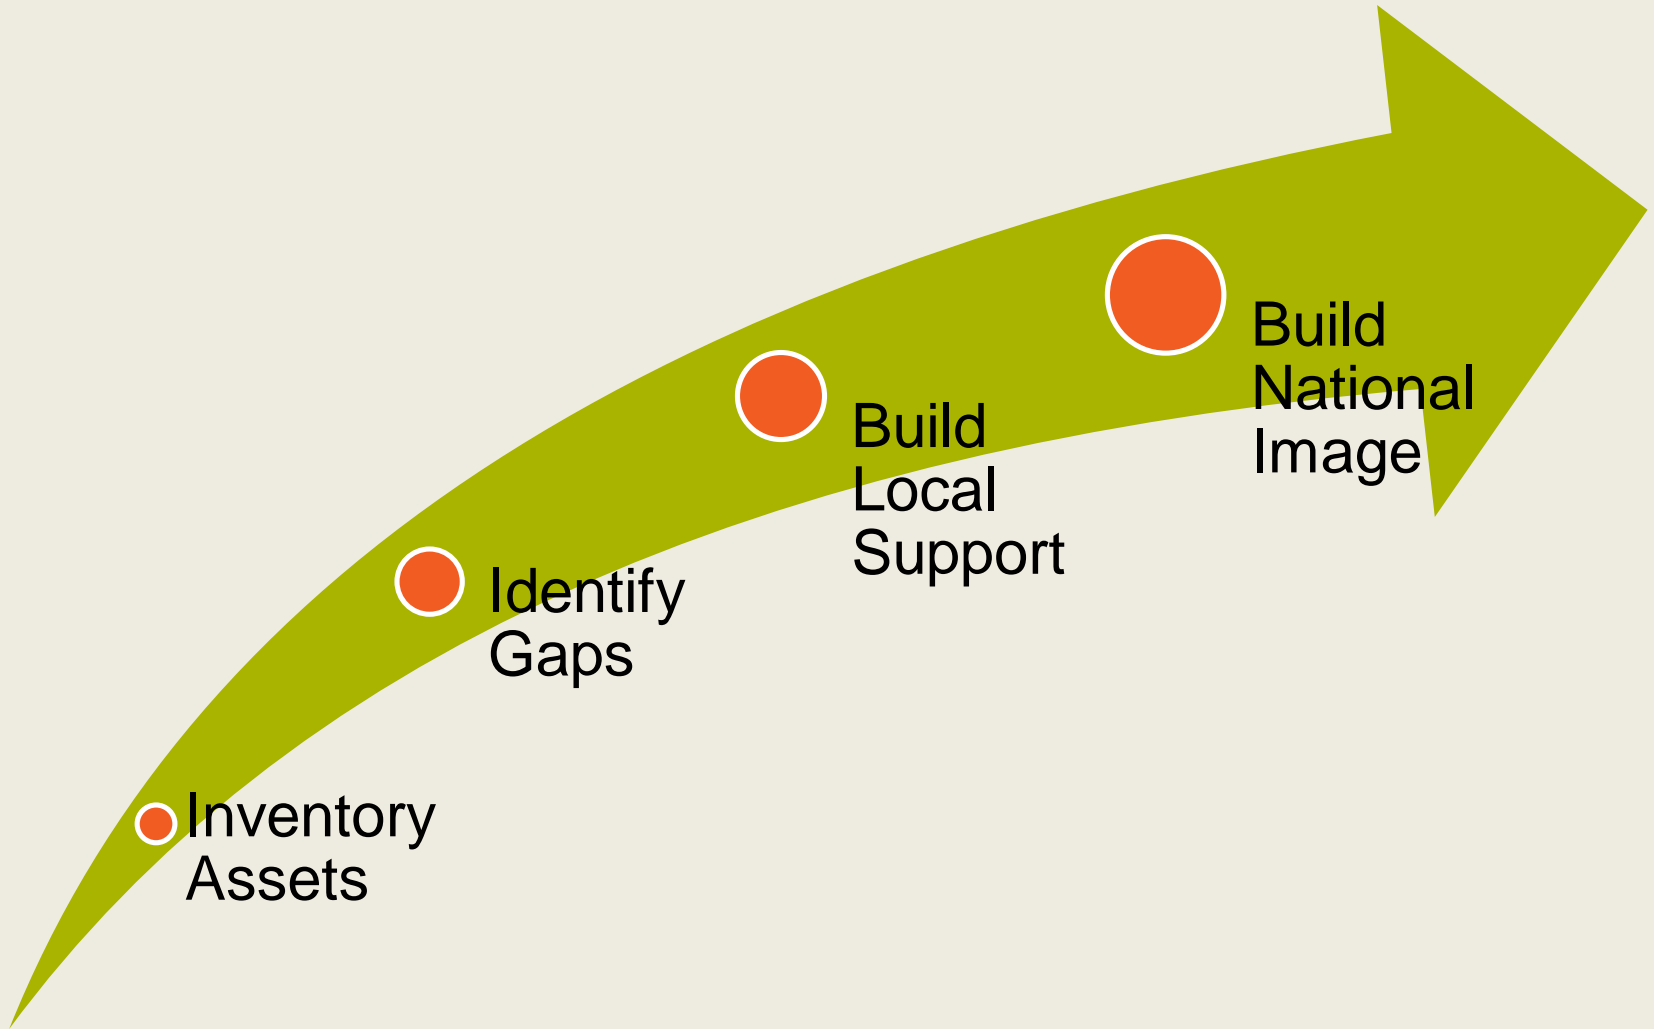 Inventory
Assets
Identify
Gaps
Build
Local
Support
Build
National
Image